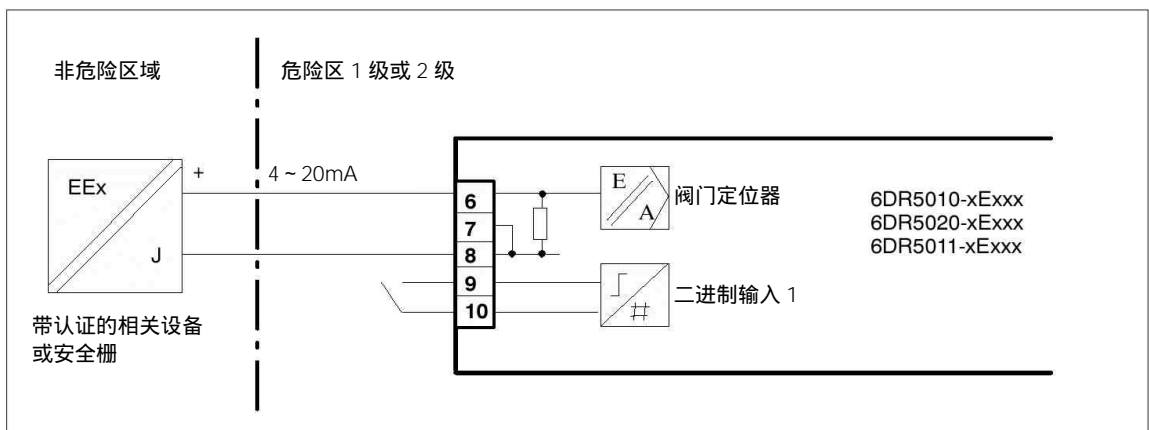 非危险区域
危险区 1 级或 2 级
EEx
J
+
4 ~ 20mA
带认证的相关设备
或安全栅
6
7
8
9
10
E
A
阀门定位器
#
二进制输入 1
6DR5010-xExxx
6DR5020-xExxx
6DR5011-xExxx